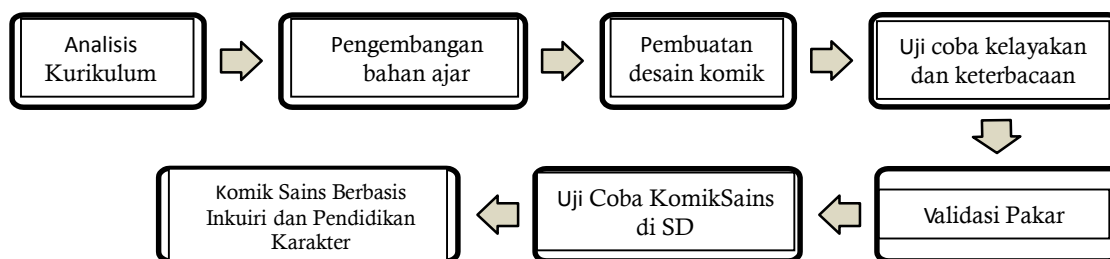 Analisis
Kurikulum
Pengembangan
bahan ajar
Pembuatan
desain komik
Uji coba kelayakan
dan keterbacaan
Validasi Pakar
Uji Coba KomikSains
di SD
Komik Sains Berbasis
Inkuiri dan Pendidikan
Karakter